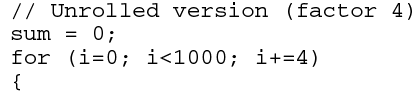 // Unrolled version (factor 4)
sum = 0;
for (i=0; i<1000; i+=4)
{